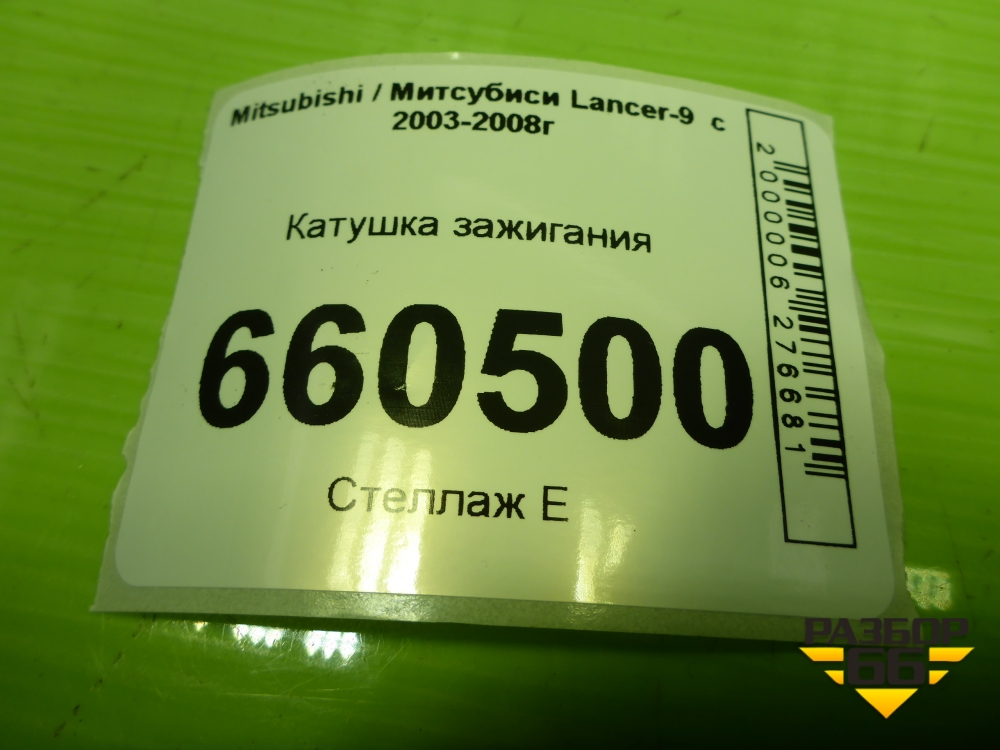 Mitsubishi / Митсубиси Lancer-9 с
2003-2008г
Катушка зажигания
660500
Стеллаж Е
2000006276681
РАЗБОР
66